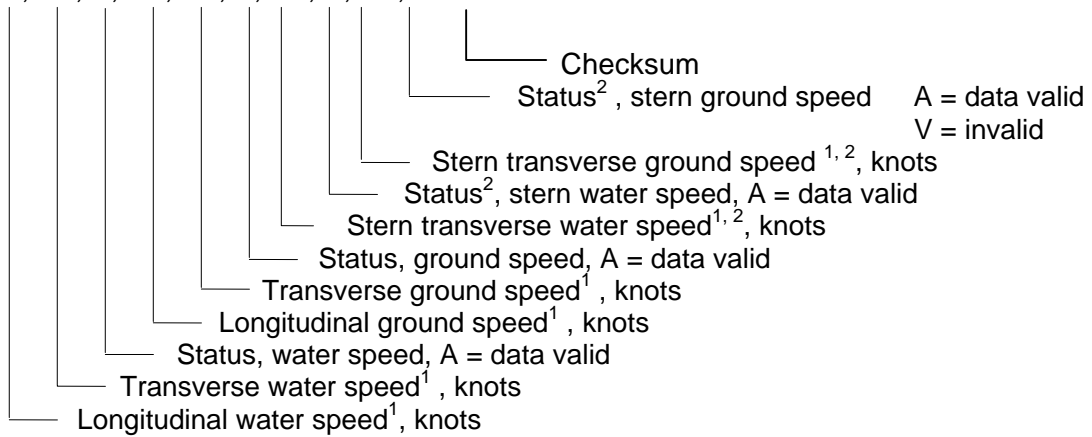 Checksum
Status², stern ground speed A = data valid
V = invalid
Stern transverse ground speed ¹, ², knots
Status², stern water speed, A = data valid
Stern transverse water speed¹, ², knots
Status, ground speed, A = data valid
Transverse ground speed¹ , knots
Longitudinal ground speed¹ , knots
Status, water speed, A = data valid
Transverse water speed¹ , knots
Longitudinal water speed¹, knots